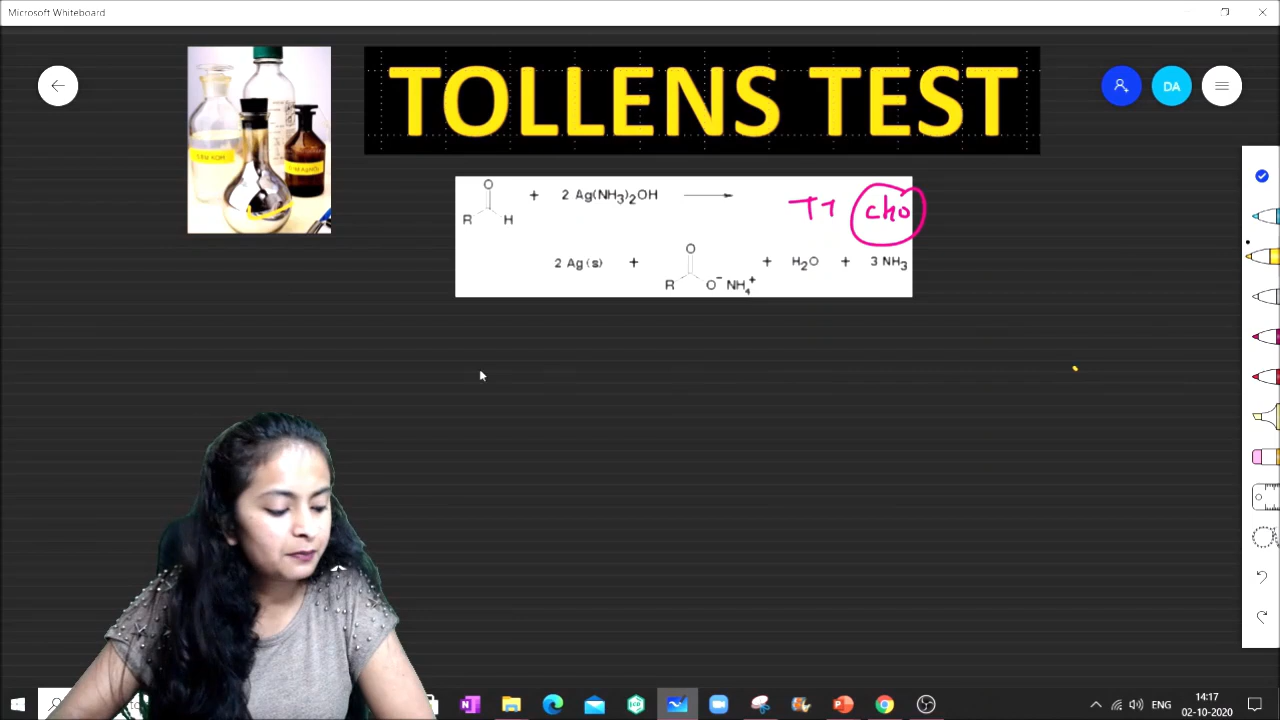 Microsoft Whiteboard
TOLLENS TEST
DA
O
R H + 2 Ag(NH3)2OH
TT cho
2 Ag(s) + R O O⁻ NH4⁺ + H2O + 3 NH3
ENG
14:17
02-10-2020